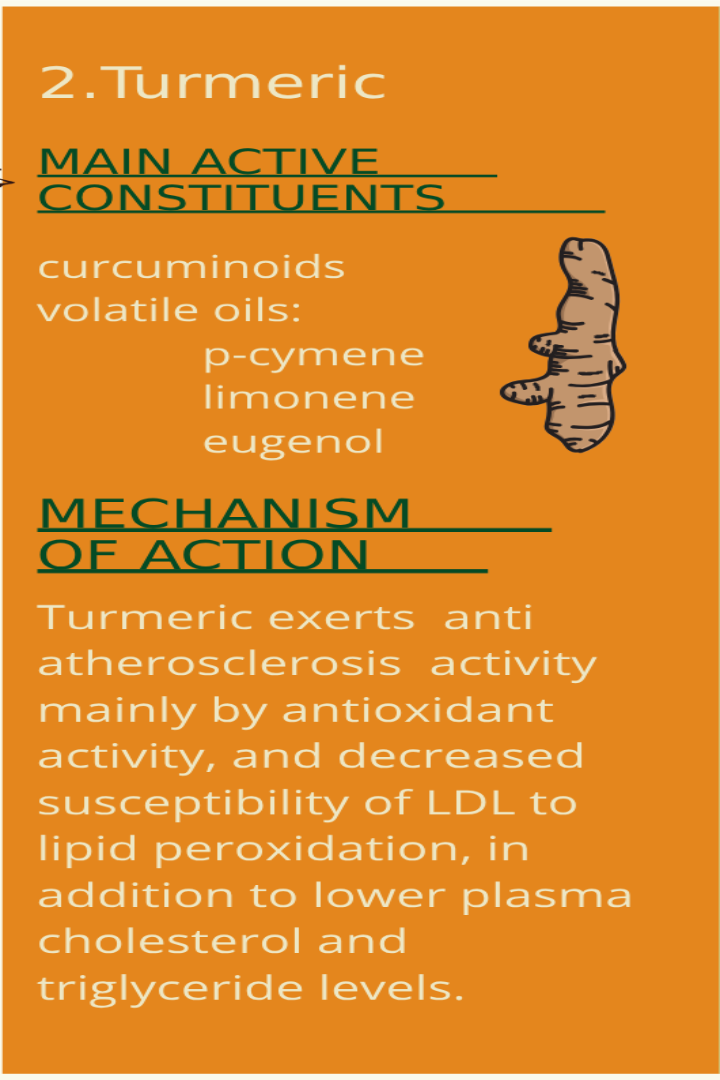 2.Turmeric
MAIN ACTIVE
CONSTITUENTS
curcuminoids
volatile oils:
p-cymene
limonene
eugenol
MECHANISM
OF ACTION
Turmeric exerts  anti
atherosclerosis  activity
mainly by antioxidant
activity, and decreased
susceptibility of LDL to
lipid peroxidation, in
addition to lower plasma
cholesterol and
triglyceride levels.